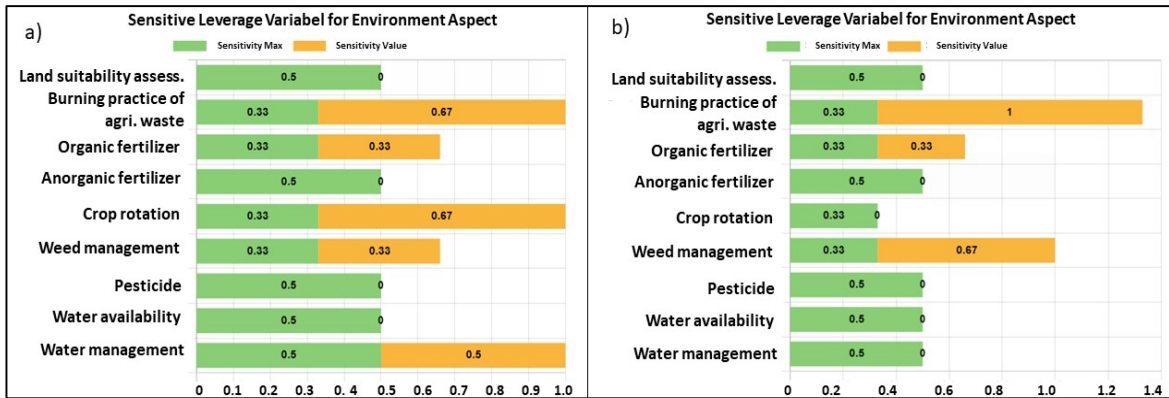 a)
Sensitive Leverage Variabel for Environment Aspect
Sensitivity Max Sensitivity Value
Land suitability assess. 0.5 0
Burning practice of
agri. waste 0.33 0.67
Organic fertilizer 0.33 0.33
Anorganic fertilizer 0.5 0
Crop rotation 0.33 0.67
Weed management 0.33 0.33
Pesticide 0.5 0
Water availability 0.5 0
Water management 0.5 0.5
0 0.1 0.2 0.3 0. 4 0.5 0.6 0.7 0.8 0.9 1.0
b)
Sensitive Leverage Variabel for Environment Aspect
Sensitivity Max Sensitivity Value
Land suitability assess. 0.5 0
Burning practice of
agri. waste 0.33 1
Organic fertilizer 0.33 0.33
Anorganic fertilizer 0.5 0
Crop rotation 0.33 0
Weed management 0.33 0.67
Pesticide 0.5 0
Water availability 0.5 0
Water management 0.5 0
0 0.2 0.4 0.6 0.8 1.0 1.2 1.4